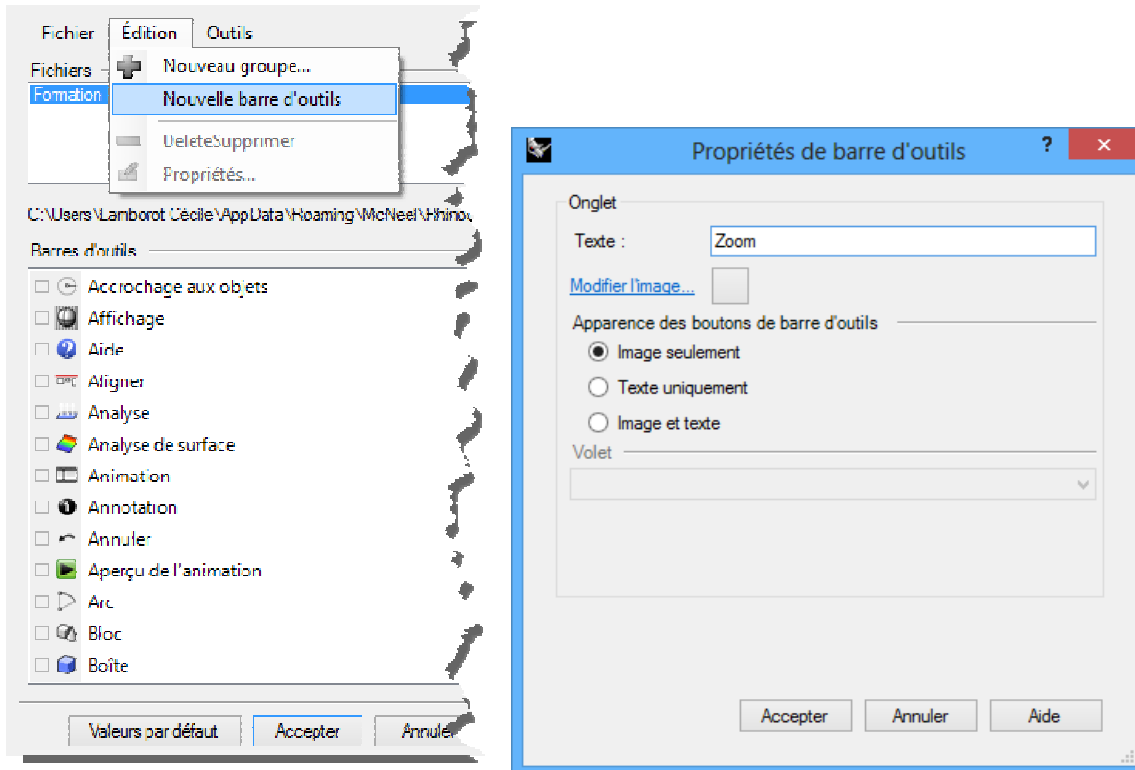 Fichier Édition Outils
Nouveau groupe...
Fichiers
Nouvelle barre d'outils
Formation
DeleteSupprimer
Propriétés...
C:\Users\Lamborot Cécile\AppData\Roaming\McNeel\Rhino
Barres d'outils
Accrochage aux objets
Affichage
Aide
Aligner
Analyse
Analyse de surface
Animation
Annotation
Annuler
Aperçu de l'animation
Arc
Bloc
Boîte
Valeurs par défaut Accepter Annuler
Propriétés de barre d'outils ?
Onglet
Texte : Zoom
Modifier l'image...
Apparence des boutons de barre d'outils
Image seulement
Texte uniquement
Image et texte
Volet
Accepter Annuler Aide